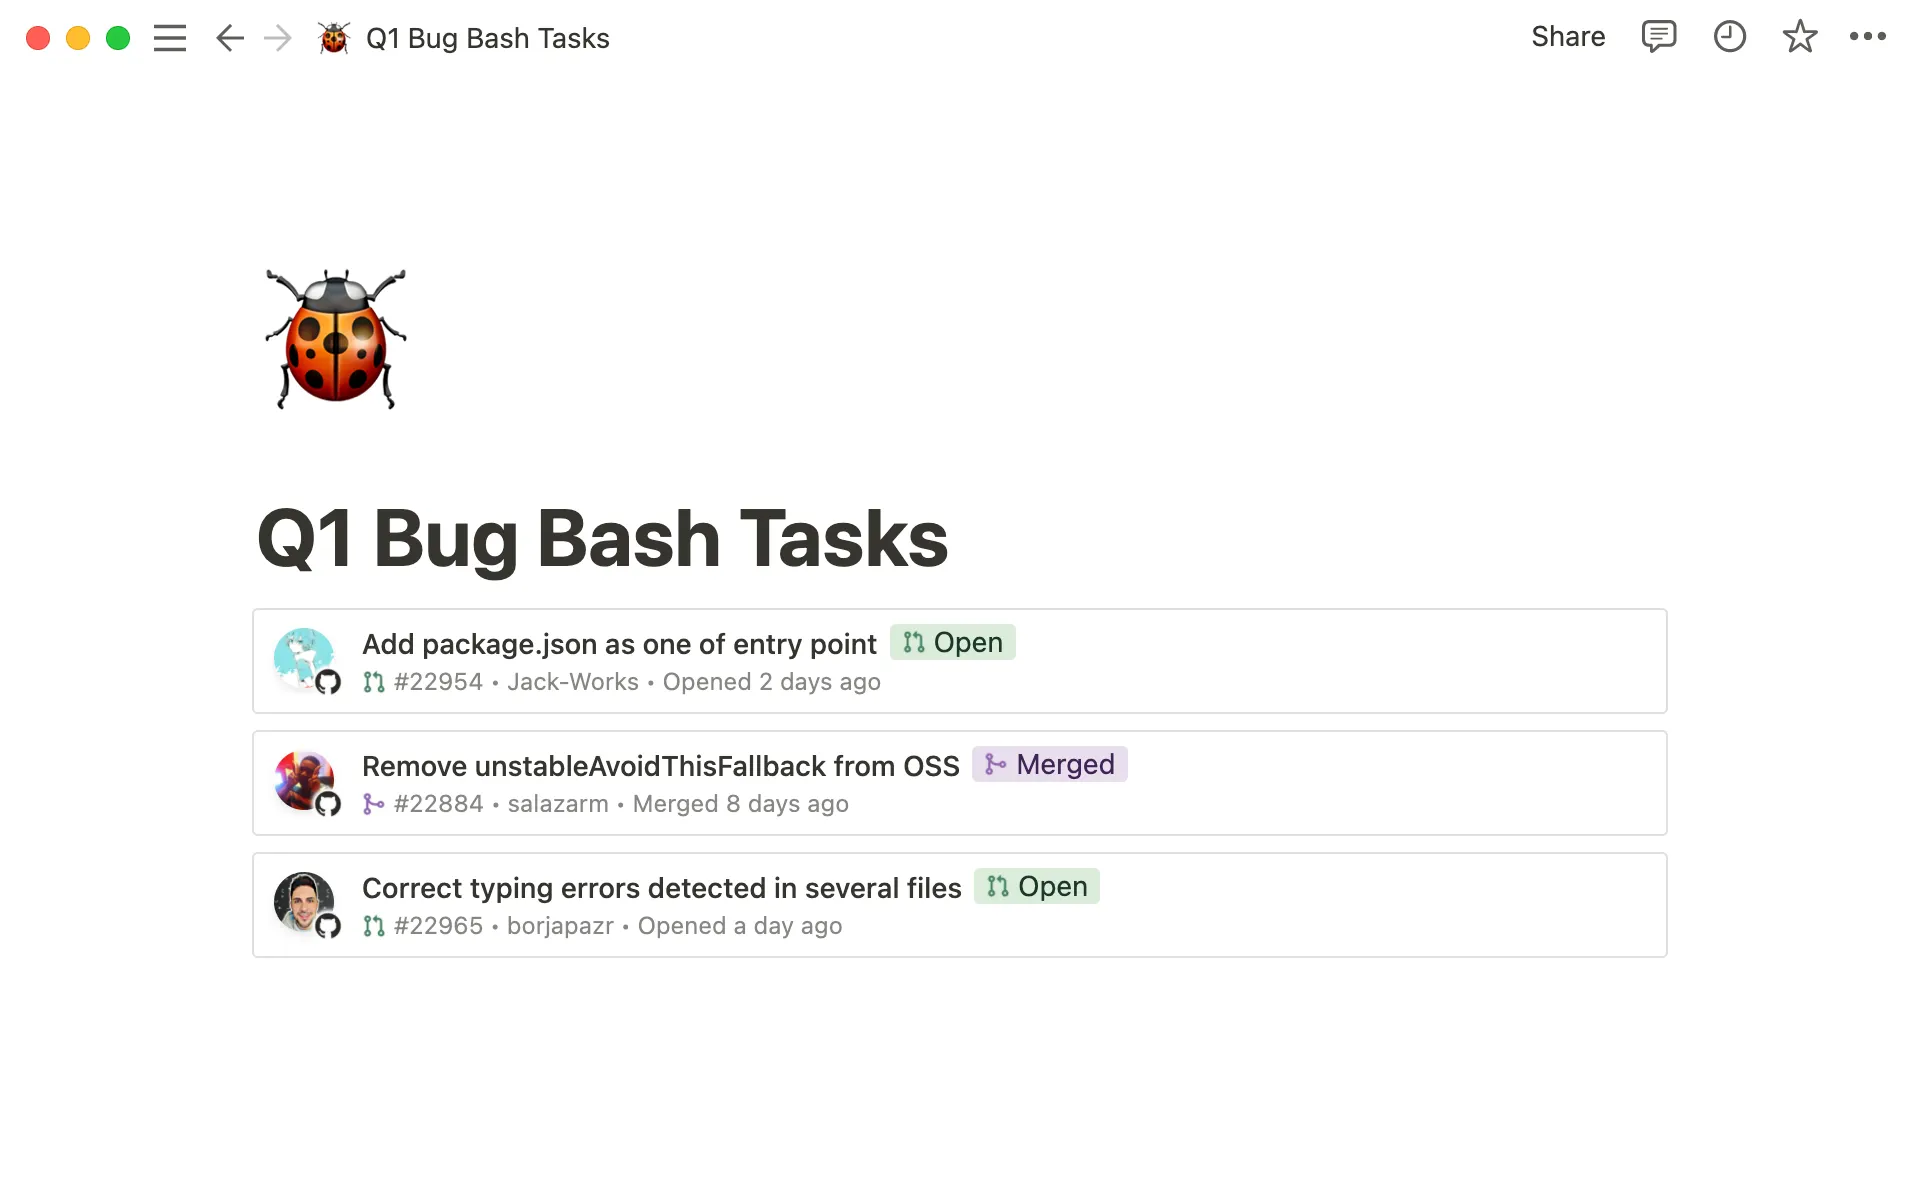 Q1 Bug Bash Tasks
Share
Q1 Bug Bash Tasks
Add package.json as one of entry point Open
#22954 • Jack-Works • Opened 2 days ago
Remove unstableAvoidThisFallback from OSS Merged
#22884 • salazarm • Merged 8 days ago
Correct typing errors detected in several files Open
#22965 • borjapazr • Opened a day ago